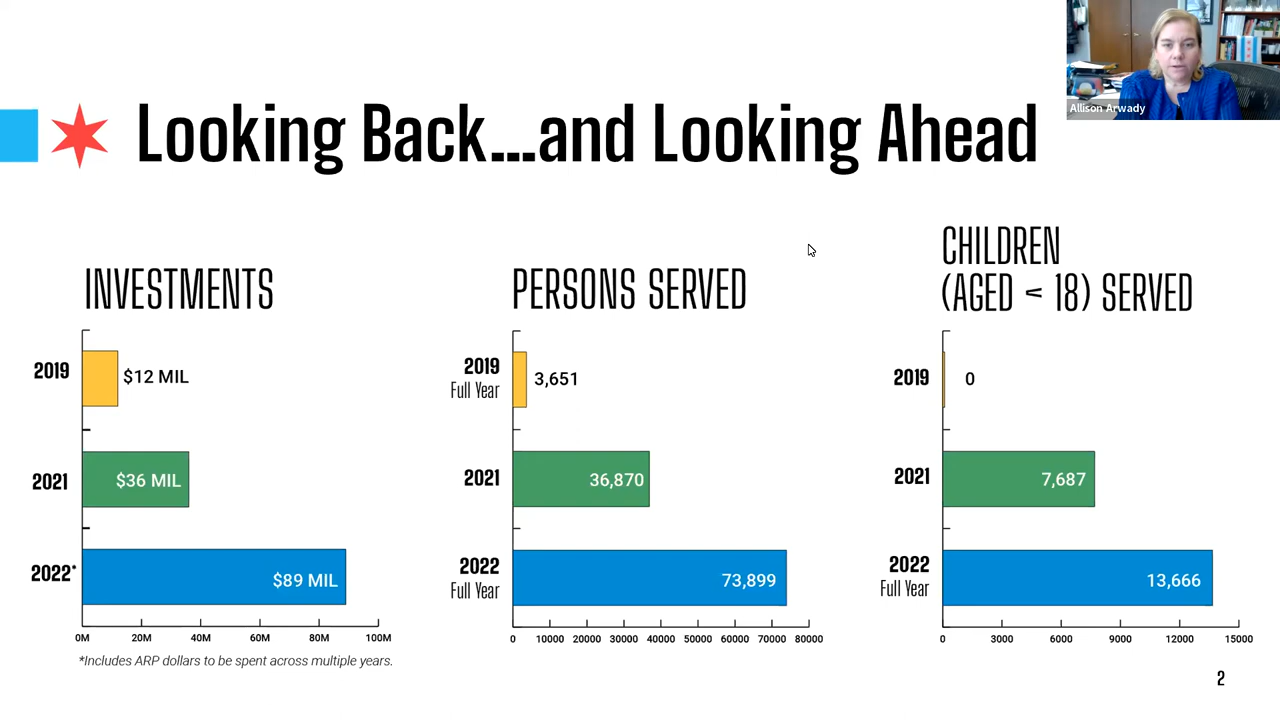 Allison Arwady
Looking Back...and Looking Ahead
INVESTMENTS
2019
$12 MIL
2021
$36 MIL
2022*
$89 MIL
0M 20M 40M 60M 80M 100M
*Includes ARP dollars to be spent across multiple years.
PERSONS SERVED
2019
Full Year
3,651
2021
36,870
2022
Full Year
73,899
0 10000 20000 30000 40000 50000 60000 70000 80000
CHILDREN
(AGED < 18) SERVED
2019
0
2021
7,687
2022
Full Year
13,666
0 3000 6000 9000 12000 15000
2